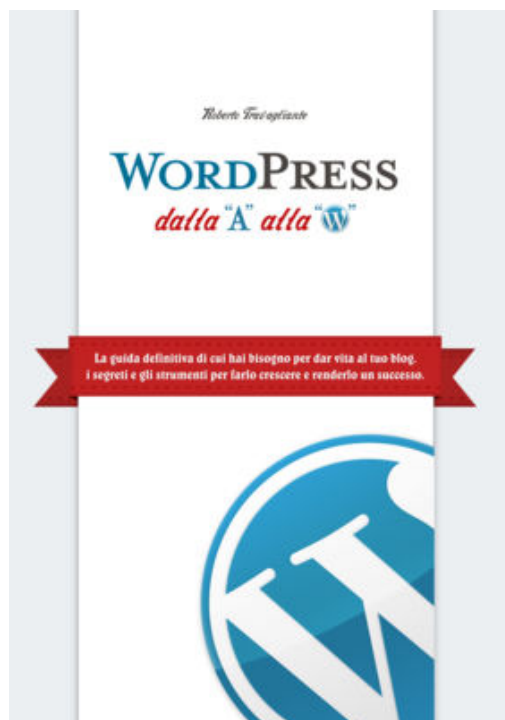 Roberto Travagliante
WORDPRESS
dalla "A" alla "W"
La guida definitiva di cui hai bisogno per dar vita al tuo blog.
i segreti e gli strumenti per farlo crescere e renderlo un successo.
W